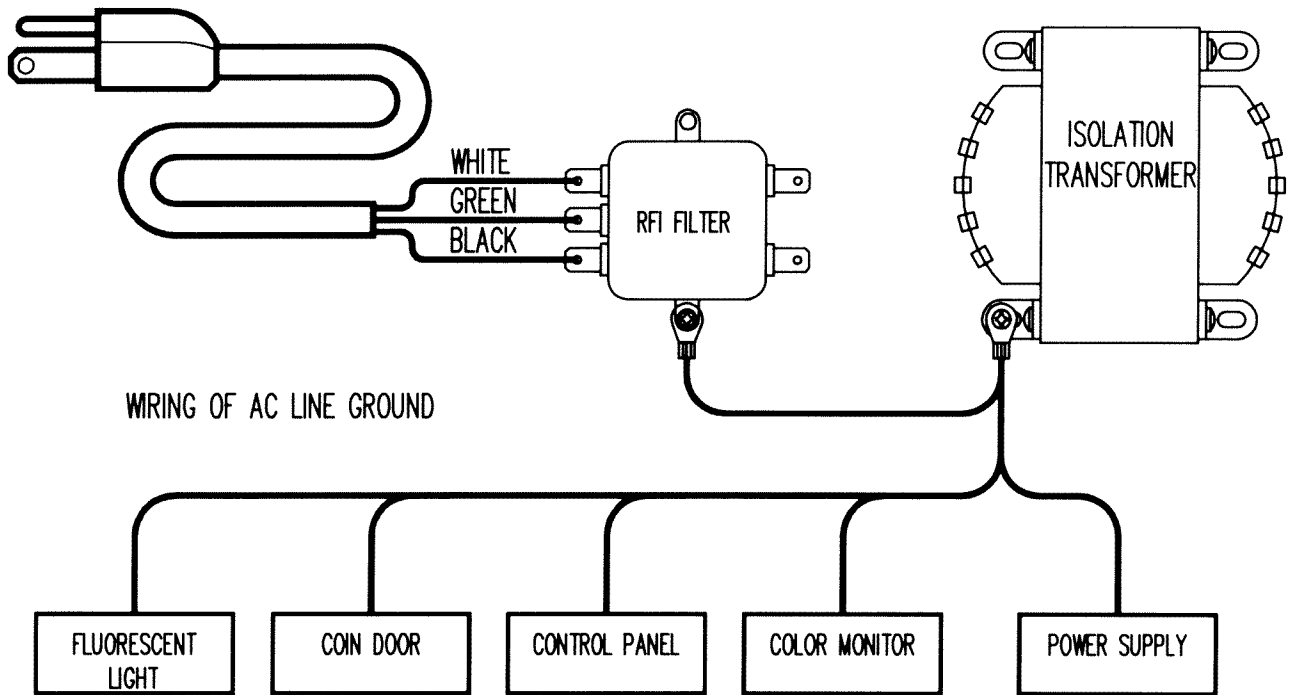 ISOLATION
TRANSFORMER
WHITE
GREEN
BLACK
RFI FILTER
WIRING OF AC LINE GROUND
FLUORESCENT
LIGHT
COIN DOOR
CONTROL PANEL
COLOR MONITOR
POWER SUPPLY